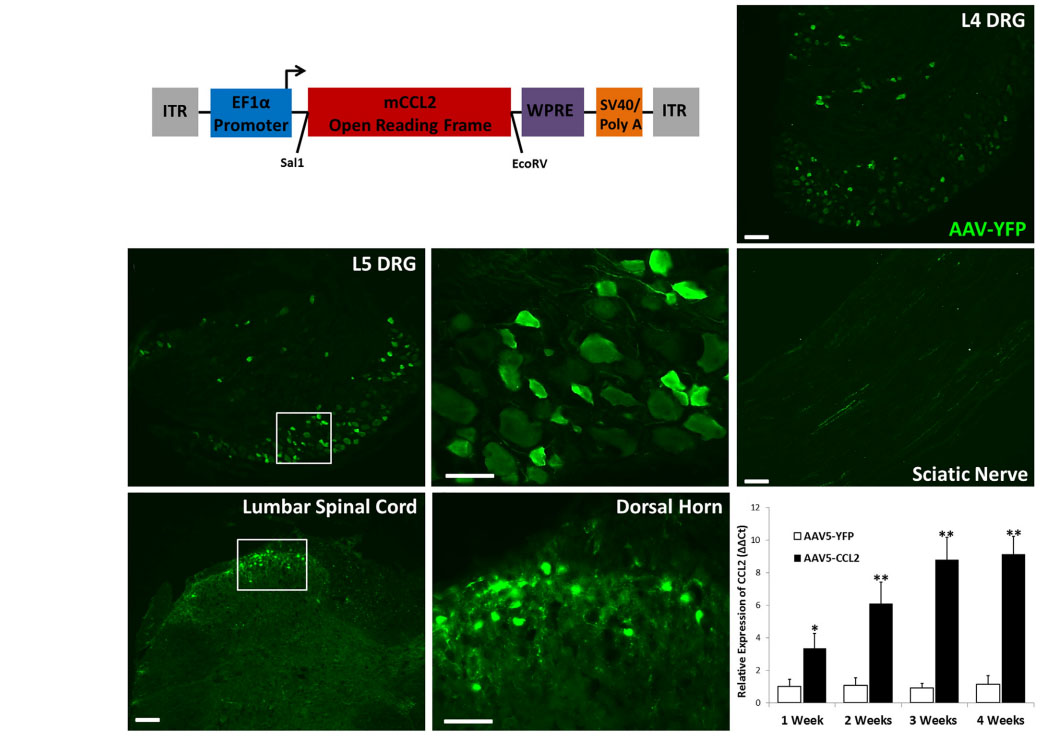 L4 DRG
ITR
EF1α
Promoter
mCCL2
Open Reading Frame
WPRE
SV40/
Poly A
ITR
Sal1
EcoRV
AAV-YFP
L5 DRG
Sciatic Nerve
Lumbar Spinal Cord
Dorsal Horn
Relative Expression of CCL2 (ΔΔCt)
12
10
8
6
4
2
0
AAV5-YFP
AAV5-CCL2
*
**
**
**
1 Week
2 Weeks
3 Weeks
4 Weeks